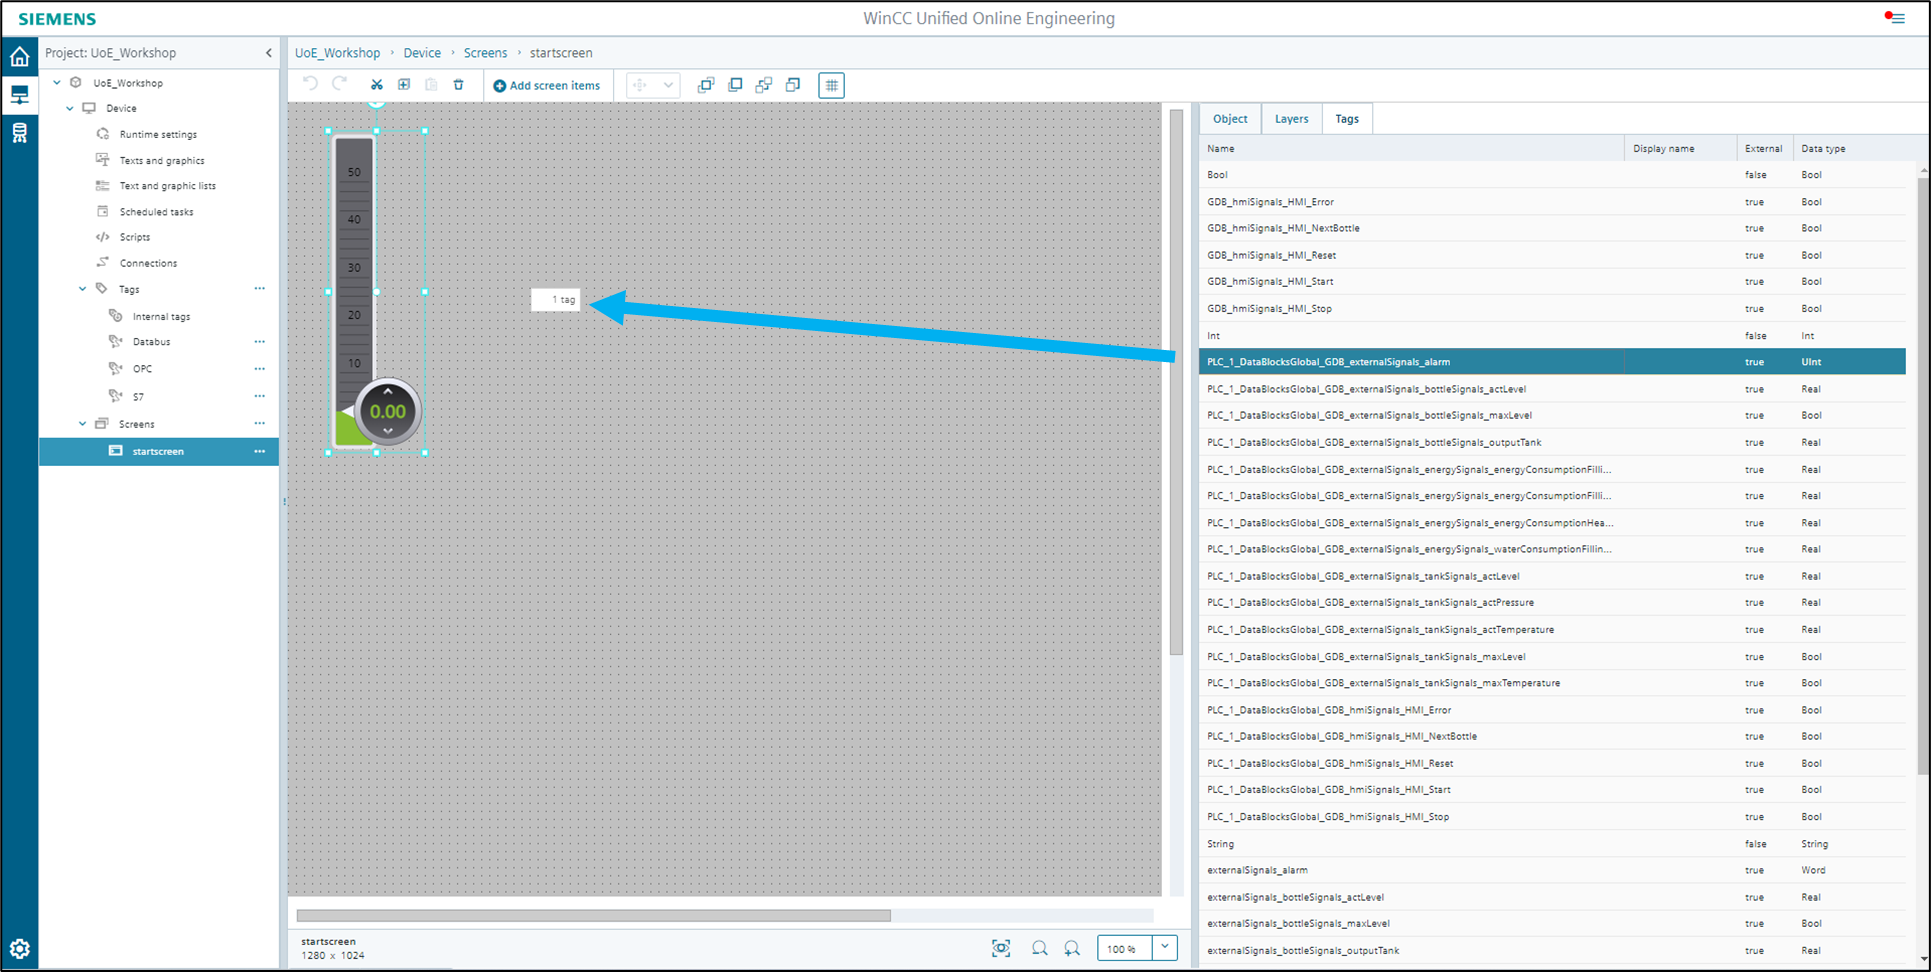 SIEMENS
WinCC Unified Online Engineering
Project: UoE_Workshop
UoE_Workshop
Device
Runtime settings
Texts and graphics
Text and graphic lists
Scheduled tasks
Scripts
Connections
Tags
Internal tags
Databus
OPC
S7
Screens
startscreen
UoE_Workshop > Device > Screens > startscreen
Add screen items
50
40
30
20
10
0.00
1 tag
startscreen
1280 x 1024
100 %
Object Layers Tags
Name Display name External Data type
Bool false Bool
GDB_hmiSignals_HMI_Error true Bool
GDB_hmiSignals_HMI_NextBottle true Bool
GDB_hmiSignals_HMI_Reset true Bool
GDB_hmiSignals_HMI_Start true Bool
GDB_hmiSignals_HMI_Stop true Bool
Int false Int
PLC_1_DataBlocksGlobal_GDB_externalSignals_alarm true UInt
PLC_1_DataBlocksGlobal_GDB_externalSignals_bottleSignals_actLevel true Real
PLC_1_DataBlocksGlobal_GDB_externalSignals_bottleSignals_maxLevel true Bool
PLC_1_DataBlocksGlobal_GDB_externalSignals_bottleSignals_outputTank true Real
PLC_1_DataBlocksGlobal_GDB_externalSignals_energySignals_energyConsumptionFilli... true Real
PLC_1_DataBlocksGlobal_GDB_externalSignals_energySignals_energyConsumptionFilli... true Real
PLC_1_DataBlocksGlobal_GDB_externalSignals_energySignals_energyConsumptionHea... true Real
PLC_1_DataBlocksGlobal_GDB_externalSignals_energySignals_waterConsumptionFillin... true Real
PLC_1_DataBlocksGlobal_GDB_externalSignals_tankSignals_actLevel true Real
PLC_1_DataBlocksGlobal_GDB_externalSignals_tankSignals_actPressure true Real
PLC_1_DataBlocksGlobal_GDB_externalSignals_tankSignals_actTemperature true Real
PLC_1_DataBlocksGlobal_GDB_externalSignals_tankSignals_maxLevel true Bool
PLC_1_DataBlocksGlobal_GDB_externalSignals_tankSignals_maxTemperature true Bool
PLC_1_DataBlocksGlobal_GDB_hmiSignals_HMI_Error true Bool
PLC_1_DataBlocksGlobal_GDB_hmiSignals_HMI_NextBottle true Bool
PLC_1_DataBlocksGlobal_GDB_hmiSignals_HMI_Reset true Bool
PLC_1_DataBlocksGlobal_GDB_hmiSignals_HMI_Start true Bool
PLC_1_DataBlocksGlobal_GDB_hmiSignals_HMI_Stop true Bool
String false String
externalSignals_alarm true Word
externalSignals_bottleSignals_actLevel true Real
externalSignals_bottleSignals_maxLevel true Bool
externalSignals_bottleSignals_outputTank true Real